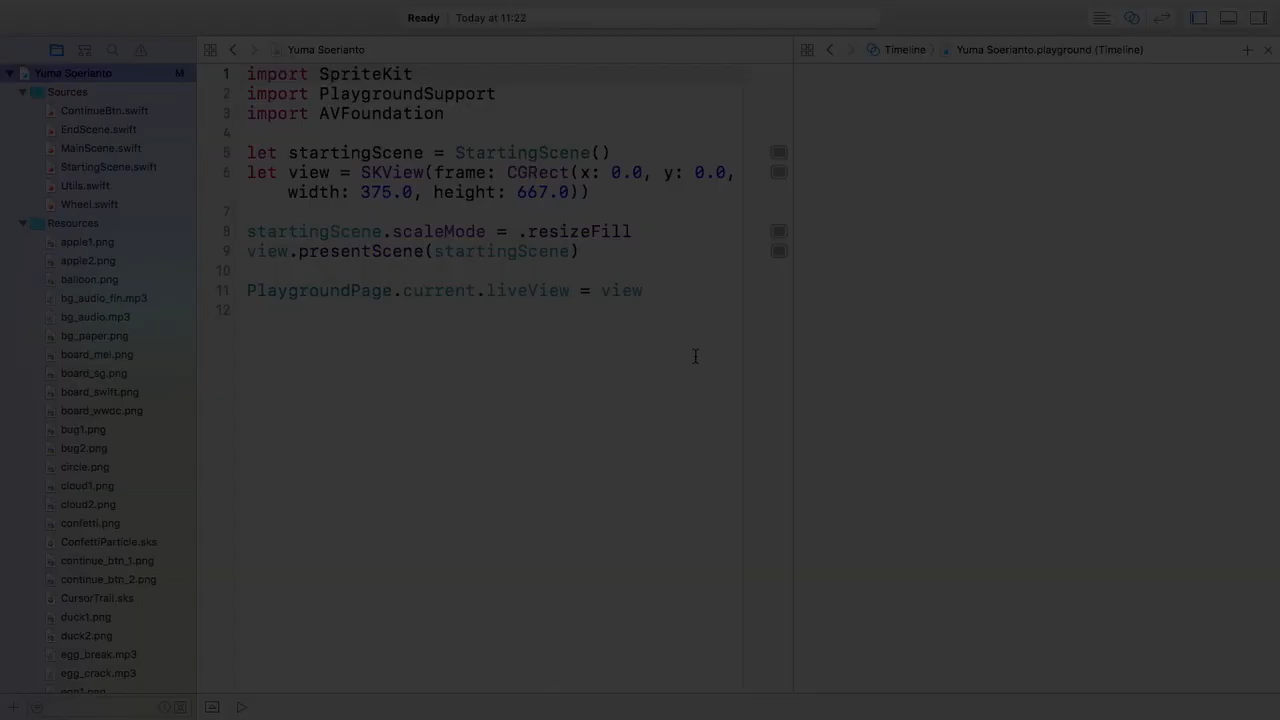 Ready Today at 11:22
Yuma Soerianto
Timeline Yuma Soerianto.playground (Timeline)
Yuma Soerianto M
Sources
ContinueBtn.swift
EndScene.swift
MainScene.swift
StartingScene.swift
Utils.swift
Wheel.swift
Resources
apple1.png
apple2.png
balloon.png
bg_audio_fin.mp3
bg_audio.mp3
bg_paper.png
board_mel.png
board_sg.png
board_swift.png
board_wwdc.png
bug1.png
bug2.png
circle.png
cloud1.png
cloud2.png
confetti.png
ConfettiParticle.sks
continue_btn_1.png
continue_btn_2.png
CursorTrail.sks
duck1.png
duck2.png
egg_break.mp3
egg_crack.mp3
egg1.png
1 import SpriteKit
2 import PlaygroundSupport
3 import AVFoundation
4
5 let startingScene = StartingScene()
6 let view = SKView(frame: CGRect(x: 0.0, y: 0.0,
width: 375.0, height: 667.0))
7
8 startingScene.scaleMode = .resizeFill
9 view.presentScene(startingScene)
10
11 PlaygroundPage.current.liveView = view
12